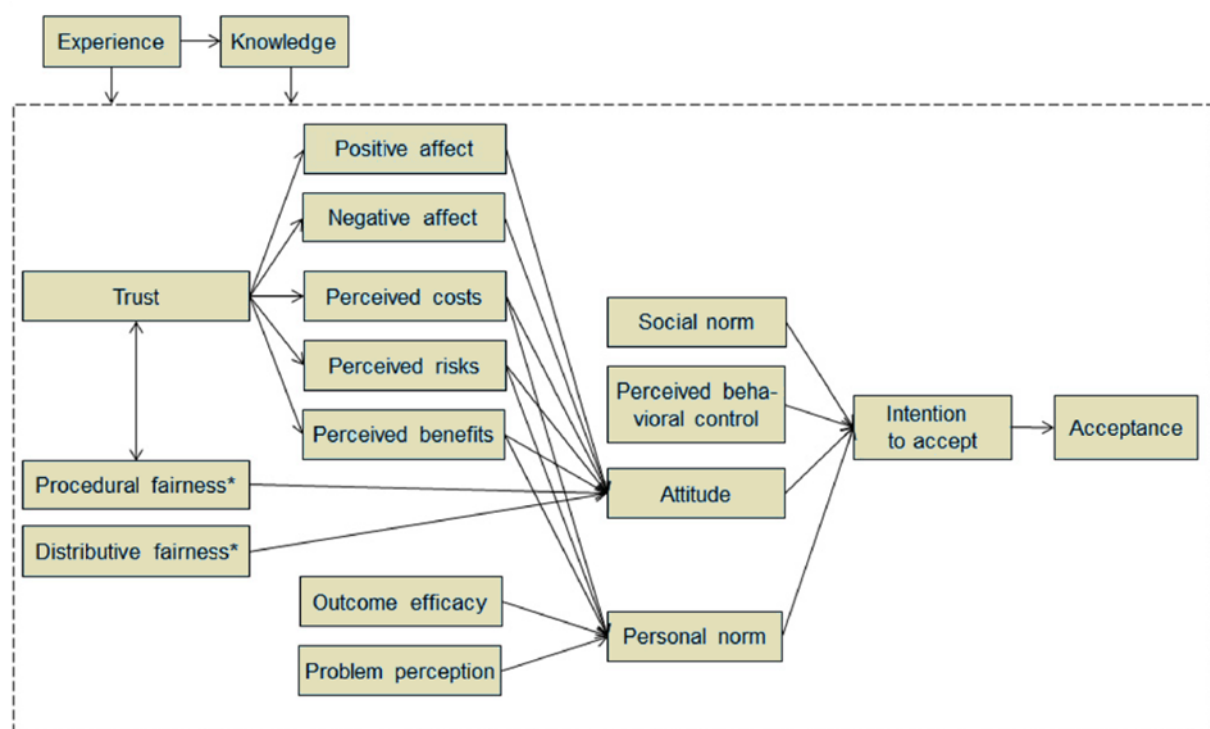 Experience
Knowledge
Positive affect
Negative affect
Trust
Perceived costs
Perceived risks
Perceived benefits
Procedural fairness*
Distributive fairness*
Outcome efficacy
Problem perception
Social norm
Perceived beha-
vioral control
Attitude
Personal norm
Intention
to accept
Acceptance